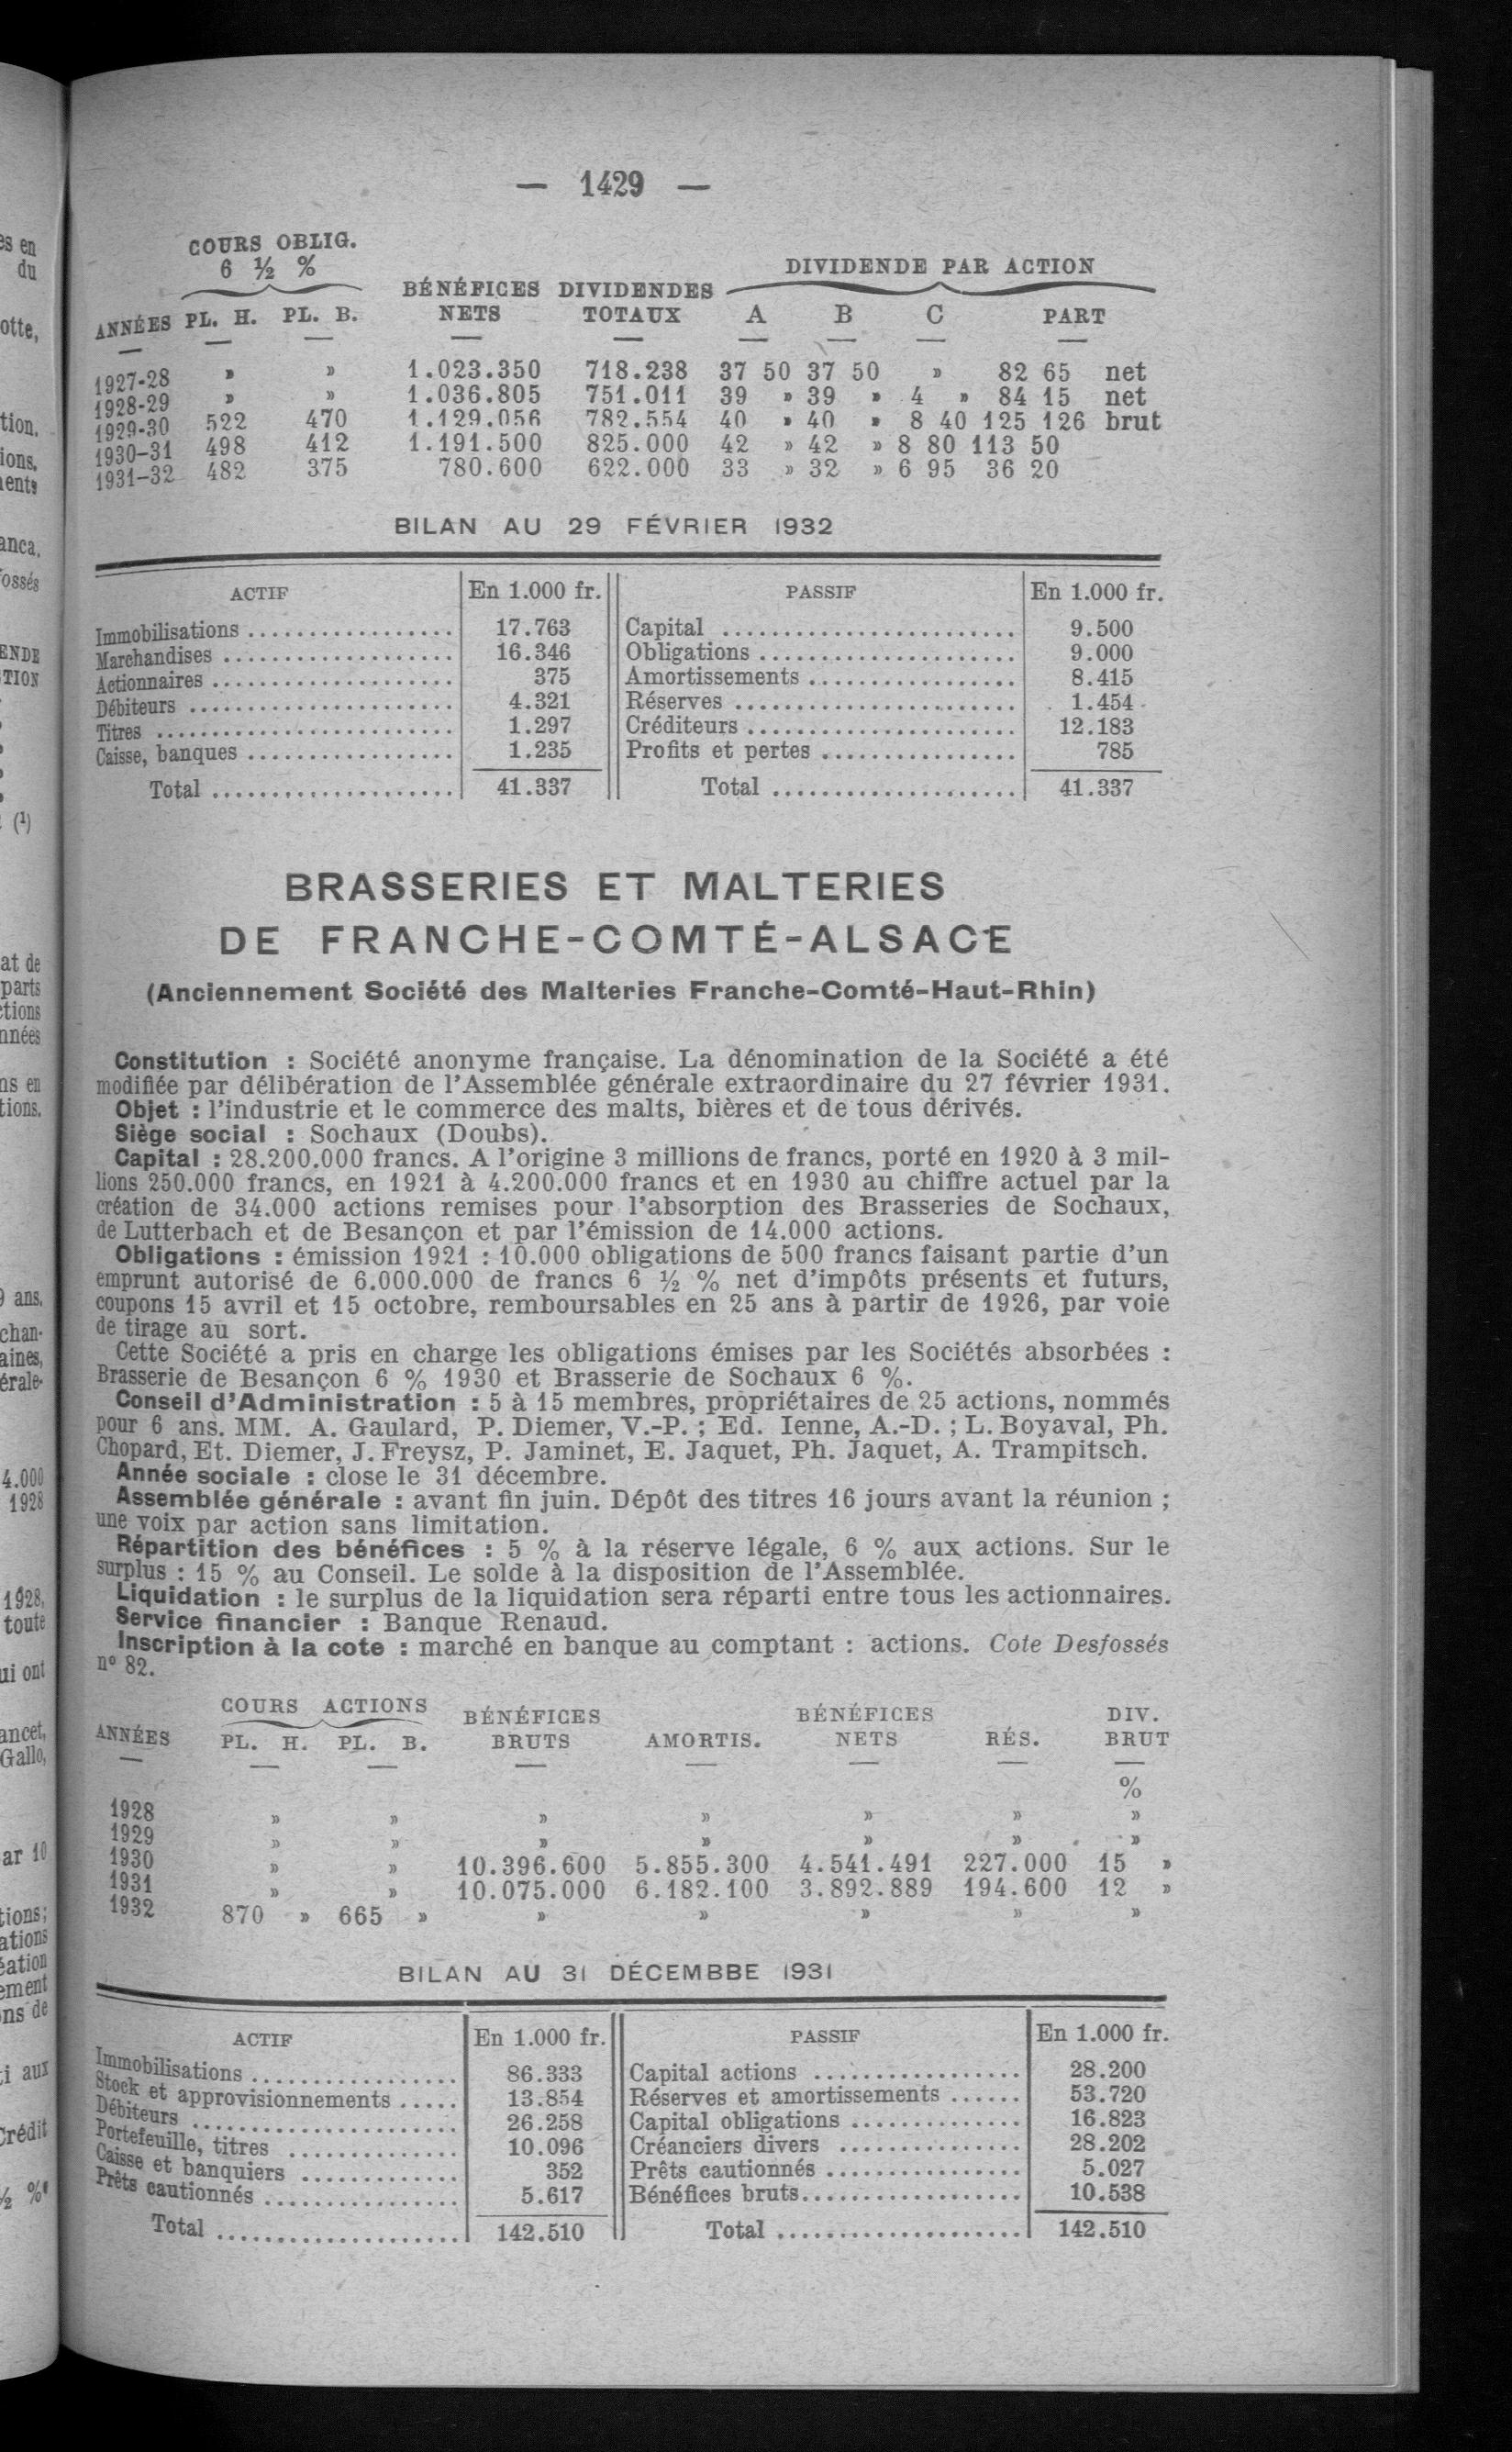 — 1429 —
COURS OBLIG.
6 ½ %
DIVIDENDE PAR ACTION
BÉNÉFICES DIVIDENDES
ANNÉES PL. H. PL. B. NETS TOTAUX A B C PART
1927-28 » » 1.023.350 718.238 37 50 37 50 » 82 65 net
1928-29 » » 1.036.805 751.011 39 » 39 » 4 » 84 15 net
1929-30 522 470 1.129.056 782.554 40 » 40 » 8 40 125 126 brut
1930-31 498 412 1.191.500 825.000 42 » 42 » 8 80 113 50
1931-32 482 375 780.600 622.000 33 » 32 » 6 95 36 20
BILAN AU 29 FÉVRIER 1932
ACTIF En 1.000 fr. PASSIF En 1.000 fr.
Immobilisations ................. 17.763 Capital ........................ 9.500
Marchandises ................... 16.346 Obligations ..................... 9.000
Actionnaires .................... 375 Amortissements ................. 8.415
Débiteurs ...................... 4.321 Réserves ....................... 1.454
Titres ......................... 1.297 Créditeurs ...................... 12.183
Caisse, banques ................. 1.235 Profits et pertes ................ 785
Total .................... 41.337 Total .................... 41.337
BRASSERIES ET MALTERIES
DE FRANCHE-COMTÉ-ALSACE
(Anciennement Société des Malteries Franche-Comté-Haut-Rhin)
Constitution : Société anonyme française. La dénomination de la Société a été
modifiée par délibération de l'Assemblée générale extraordinaire du 27 février 1931.
Objet : l'industrie et le commerce des malts, bières et de tous dérivés.
Siège social : Sochaux (Doubs).
Capital : 28.200.000 francs. A l'origine 3 millions de francs, porté en 1920 à 3 mil-
lions 250.000 francs, en 1921 à 4.200.000 francs et en 1930 au chiffre actuel par la
création de 34.000 actions remises pour l'absorption des Brasseries de Sochaux,
de Lutterbach et de Besançon et par l'émission de 14.000 actions.
Obligations : émission 1921 : 10.000 obligations de 500 francs faisant partie d'un
emprunt autorisé de 6.000.000 de francs 6 ½ % net d'impôts présents et futurs,
coupons 15 avril et 15 octobre, remboursables en 25 ans à partir de 1926, par voie
de tirage au sort.
Cette Société a pris en charge les obligations émises par les Sociétés absorbées :
Brasserie de Besançon 6 % 1930 et Brasserie de Sochaux 6 %.
Conseil d'Administration : 5 à 15 membres, propriétaires de 25 actions, nommés
pour 6 ans. MM. A. Gaulard, P. Diemer, V.-P. ; Ed. Ienne, A.-D. ; L. Boyaval, Ph.
Chopard, Et. Diemer, J. Freysz, P. Jaminet, E. Jaquet, Ph. Jaquet, A. Trampitsch.
Année sociale : close le 31 décembre.
Assemblée générale : avant fin juin. Dépôt des titres 16 jours avant la réunion ;
une voix par action sans limitation.
Répartition des bénéfices : 5 % à la réserve légale, 6 % aux actions. Sur le
surplus : 15 % au Conseil. Le solde à la disposition de l'Assemblée.
Liquidation : le surplus de la liquidation sera réparti entre tous les actionnaires.
Service financier : Banque Renaud.
Inscription à la cote : marché en banque au comptant : actions. Cote Desfossés
nº 82.
COURS ACTIONS BÉNÉFICES BÉNÉFICES DIV.
ANNÉES PL. H. PL. B. BRUTS AMORTIS. NETS RÉS. BRUT
%
1928 » » » » » » »
1929 » » » » » » »
1930 » » 10.396.600 5.855.300 4.541.491 227.000 15 »
1931 » » 10.075.000 6.182.100 3.892.889 194.600 12 »
1932 870 » 665 » » » » » »
BILAN AU 31 DÉCEMBBE 1931
ACTIF En 1.000 fr. PASSIF En 1.000 fr.
Immobilisations ................. 86.333 Capital actions ................. 28.200
Stock et approvisionnements ..... 13.854 Réserves et amortissements ...... 53.720
Débiteurs ...................... 26.258 Capital obligations .............. 16.823
Portefeuille, titres .............. 10.096 Créanciers divers ............... 28.202
Caisse et banquiers ............. 352 Prêts cautionnés ................ 5.027
Prêts cautionnés ................ 5.617 Bénéfices bruts.................. 10.538
Total .................... 142.510 Total .................... 142.510